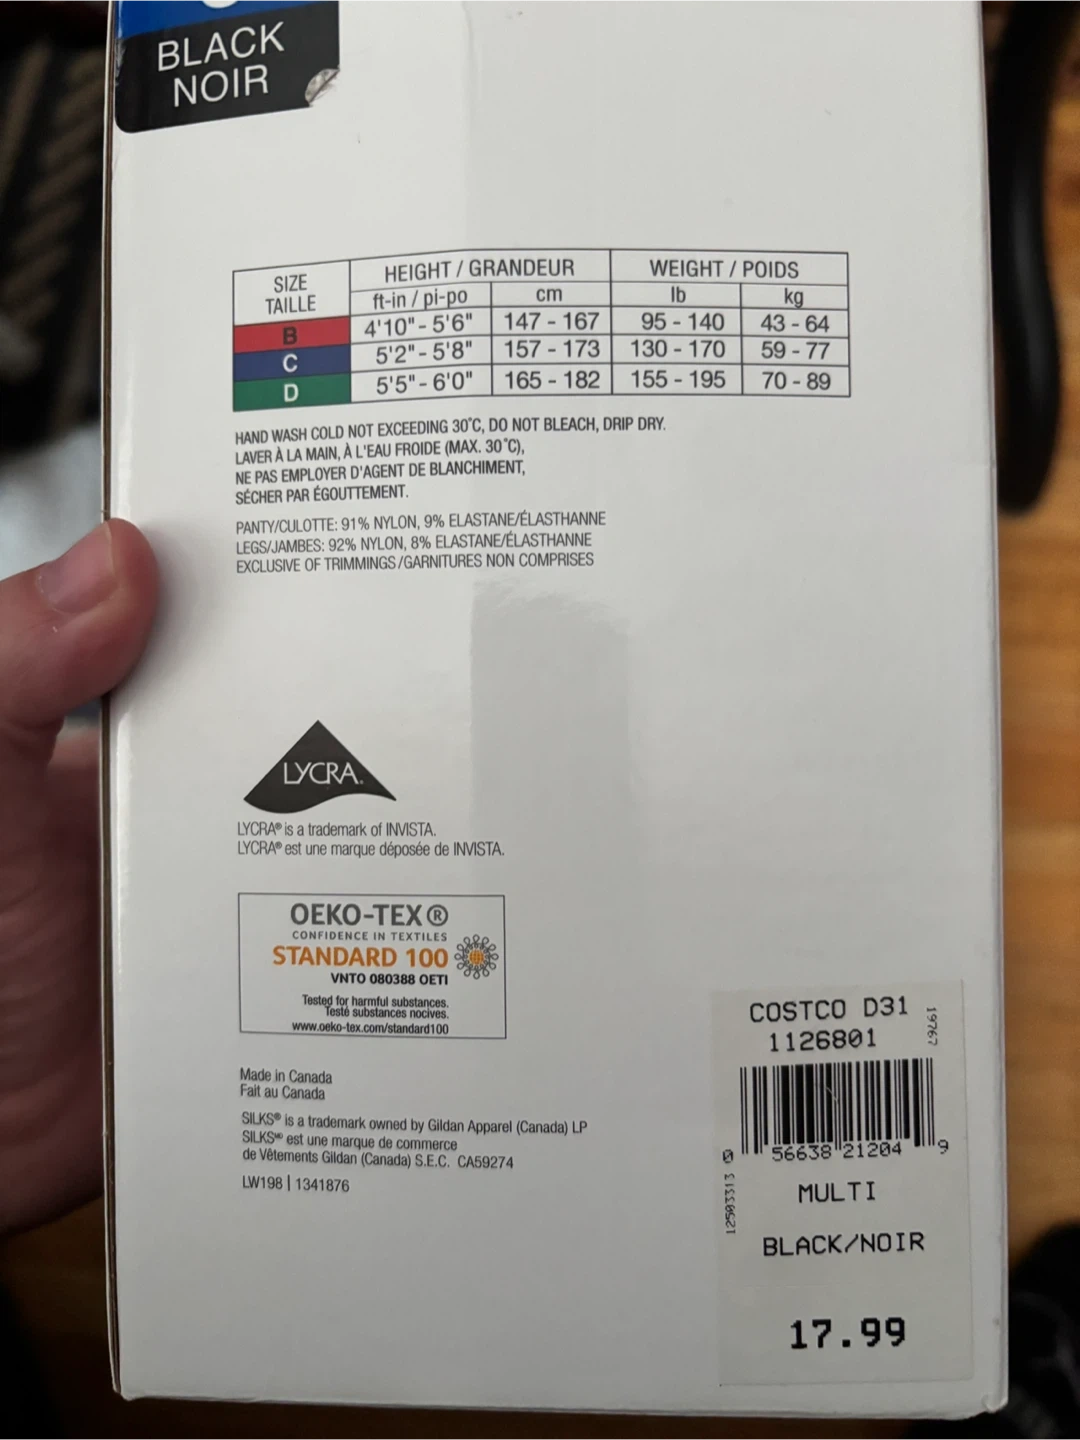 BLACK
NOIR
SIZE
TAILLE
HEIGHT / GRANDEUR
WEIGHT / POIDS
ft-in / pi-po
cm
lb
kg
B 4'10" - 5'6" 147 - 167 95 - 140 43 - 64
C 5'2" - 5'8" 157 - 173 130 - 170 59 - 77
D 5'5" - 6'0" 165 - 182 155 - 195 70 - 89
HAND WASH COLD NOT EXCEEDING 30°C, DO NOT BLEACH, DRIP DRY.
LAVER À LA MAIN, À L'EAU FROIDE (MAX. 30°C),
NE PAS EMPLOYER D'AGENT DE BLANCHIMENT,
SÉCHER PAR ÉGOUTTEMENT.
PANTY/CULOTTE: 91% NYLON, 9% ELASTANE/ÉLASTHANNE
LEGS/JAMBES: 92% NYLON, 8% ELASTANE/ÉLASTHANNE
EXCLUSIVE OF TRIMMINGS/GARNITURES NON COMPRISES
LYCRA®
LYCRA® is a trademark of INVISTA.
LYCRA® est une marque déposée de INVISTA.
OEKO-TEX®
CONFIDENCE IN TEXTILES
STANDARD 100
VNTO 080388 OETI
Tested for harmful substances.
Testé substances nocives.
www.oeko-tex.com/standard100
Made in Canada
Fait au Canada
SILKS® is a trademark owned by Gildan Apparel (Canada) LP
SILKSMC est une marque de commerce
de Vêtements Gildan (Canada) S.E.C. CA59274
LW198 | 1341876
COSTCO D31
1126801
19767
0 56638 21204 9
12503313
MULTI
BLACK/NOIR
17.99